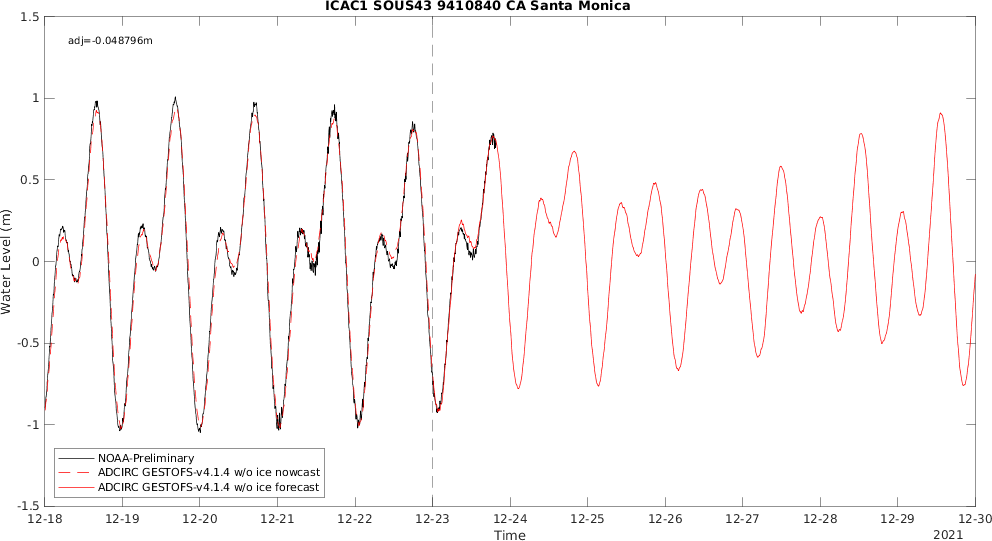 ICAC1 SOUS43 9410840 CA Santa Monica
1.5
adj=-0.048796m
1
0.5
0
-0.5
-1
-1.5
Water Level (m)
NOAA-Preliminary
ADCIRC GESTOFS-v4.1.4 w/o ice nowcast
ADCIRC GESTOFS-v4.1.4 w/o ice forecast
12-18 12-19 12-20 12-21 12-22 12-23 12-24 12-25 12-26 12-27 12-28 12-29 12-30
Time
2021